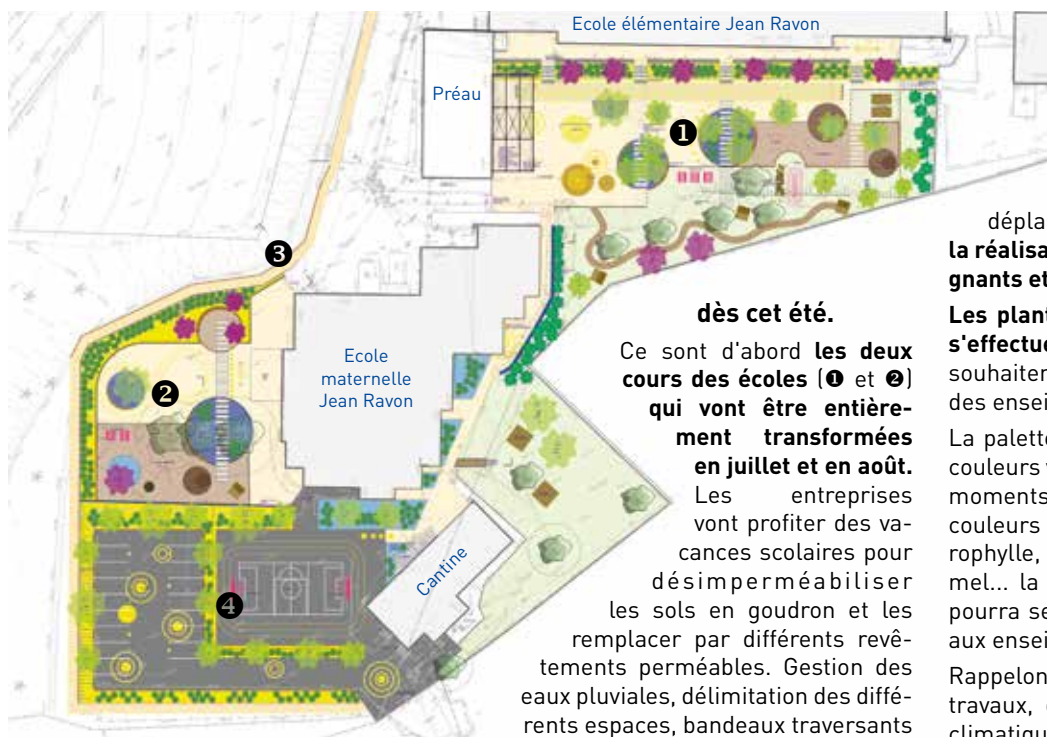 Ecole élémentaire Jean Ravon
Préau
❶
❸
Ecole
maternelle
Jean Ravon
❷
Cantine
❹
dès cet été.
Ce sont d'abord les deux
cours des écoles (❶ et ❷)
qui vont être entière-
ment transformées
en juillet et en août.
Les entreprises
vont profiter des va-
cances scolaires pour
désimperméabiliser
les sols en goudron et les
remplacer par différents revê-
tements perméables. Gestion des
eaux pluviales, délimitation des diffé-
rents espaces, bandeaux traversants
dépla
la réalisa
gnants et
Les plant
s'effectue
souhaiter
des ensei
La palett
couleurs
moments
couleurs
rophylle,
mel... la
pourra se
aux ensei
Rappelon
travaux,
climatiqu